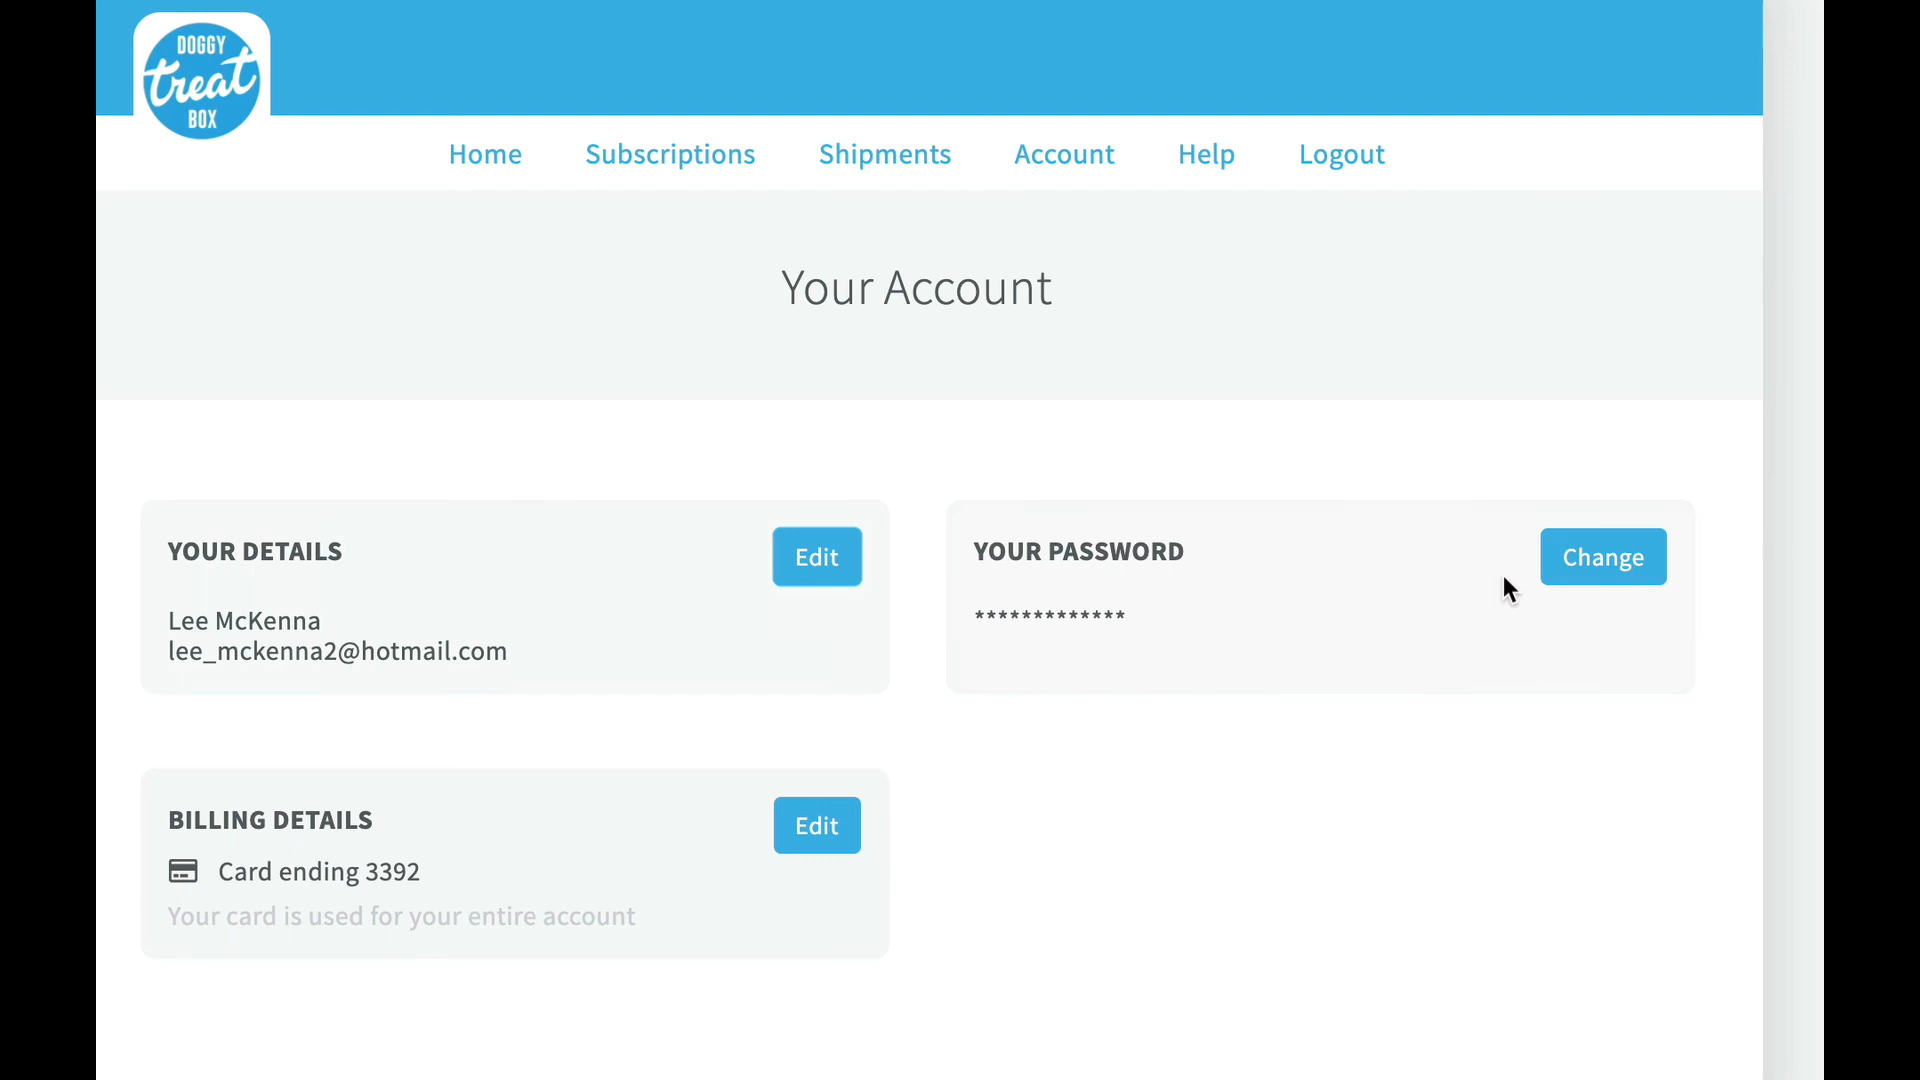 DOGGY
treat
BOX
Home Subscriptions Shipments Account Help Logout
Your Account
YOUR DETAILS
Edit
Lee McKenna
lee_mckenna2@hotmail.com
YOUR PASSWORD
Change
*************
BILLING DETAILS
Edit
Card ending 3392
Your card is used for your entire account